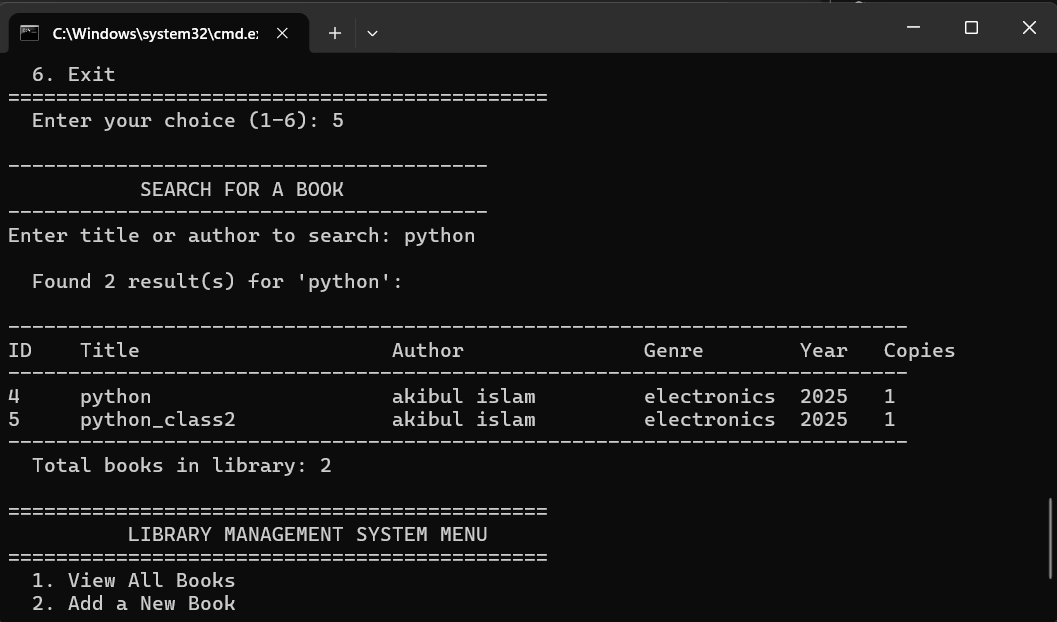 C:\Windows\system32\cmd.e
6. Exit
=============================================
Enter your choice (1-6): 5
----------------------------------------
SEARCH FOR A BOOK
----------------------------------------
Enter title or author to search: python
Found 2 result(s) for 'python':
---------------------------------------------------------------------------
ID Title Author Genre Year Copies
---------------------------------------------------------------------------
4 python akibul islam electronics 2025 1
5 python_class2 akibul islam electronics 2025 1
---------------------------------------------------------------------------
Total books in library: 2
=============================================
LIBRARY MANAGEMENT SYSTEM MENU
=============================================
1. View All Books
2. Add a New Book